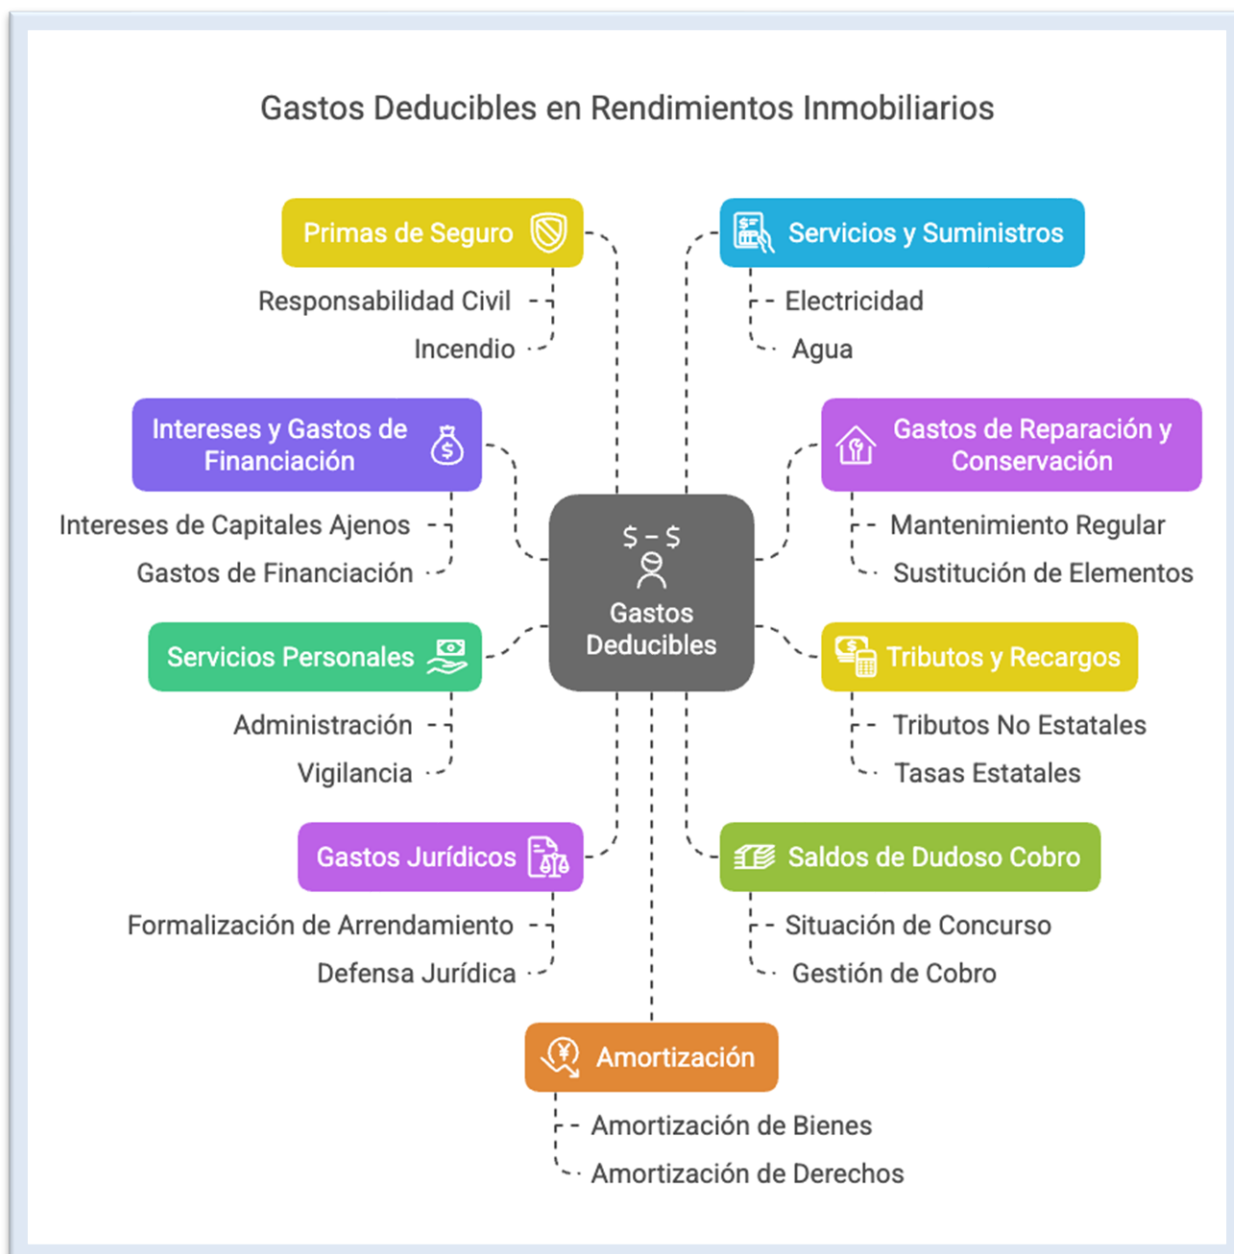 Gastos Deducibles en Rendimientos Inmobiliarios
Primas de Seguro
Responsabilidad Civil
Incendio
Servicios y Suministros
Electricidad
Agua
Intereses y Gastos de
Financiación
Intereses de Capitales Ajenos
Gastos de Financiación
Gastos de Reparación y
Conservación
Mantenimiento Regular
Sustitución de Elementos
$ – $
Gastos
Deducibles
Servicios Personales
Administración
Vigilancia
Tributos y Recargos
Tributos No Estatales
Tasas Estatales
Gastos Jurídicos
Formalización de Arrendamiento
Defensa Jurídica
Saldos de Dudoso Cobro
Situación de Concurso
Gestión de Cobro
Amortización
Amortización de Bienes
Amortización de Derechos